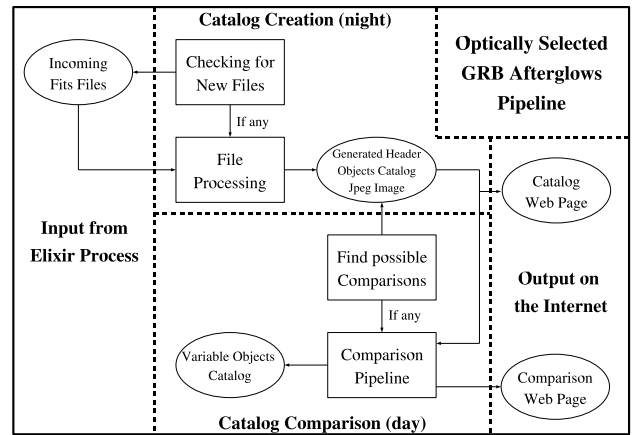 Catalog Creation (night)
Incoming
Fits Files
Checking for
New Files
Optically Selected
GRB Afterglows
Pipeline
If any
File
Processing
Generated Header
Objects Catalog
Jpeg Image
Catalog
Web Page
Input from
Elixir Process
Find possible
Comparisons
Output on
the Internet
If any
Variable Objects
Catalog
Comparison
Pipeline
Comparison
Web Page
Catalog Comparison (day)